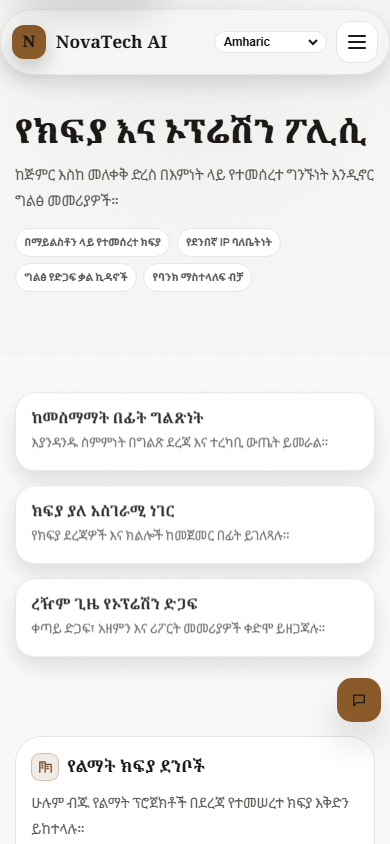 N NovaTech AI Amharic
የክፍያ እና ኦፕሬሽን ፖሊሲ
ከጅምር እስከ መለቀቅ ድረስ በእምነት ላይ የተመሰረተ ግንኙነት እንዲኖር
ግልፅ መመሪያዎች።
በማይልስቶን ላይ የተመሰረተ ክፍያ የደንበኛ IP ባለቤትነት
ግልፅ የድጋፍ ቃል ኪዳኖች የባንክ ማስተላለፍ ብቻ
ከመስማማት በፊት ግልጽነት
እያንዳንዱ ስምምነት በግልጽ ደረጃ እና ተረካቢ ውጤት ይመራል።
ክፍያ ያለ አስገራሚ ነገር
የክፍያ ደረጃዎች እና ክልሎች ከመጀመር በፊት ይገለጻሉ።
ረዥም ጊዜ የኦፕሬሽን ድጋፍ
ቀጣይ ድጋፍ፣ አዘምን እና ሪፖርት መመሪያዎች ቀድሞ ይዘጋጃሉ።
የልማት ክፍያ ደንቦች
ሁሉም ብጁ የልማት ፕሮጀክቶች በደረጃ የተመሠረተ ክፍያ እቅድን
ይከተላሉ።